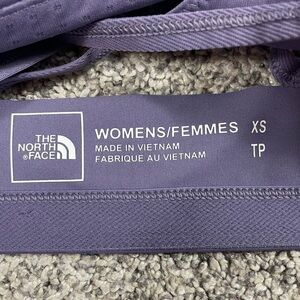 THE
NORTH
FACE
WOMENS/FEMMES XS
MADE IN VIETNAM TP
FABRIQUE AU VIETNAM